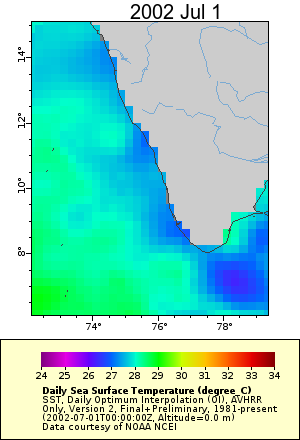 2002 Jul 1
14°
12°
10°
8°
74°
76°
78°
24 25 26 27 28 29 30 31 32 33 34
Daily Sea Surface Temperature (degree_C)
SST, Daily Optimum Interpolation (OI), AVHRR
Only, Version 2, Final+Preliminary, 1981-present
(2002-07-01T00:00:00Z, Altitude=0.0 m)
Data courtesy of NOAA NCEI